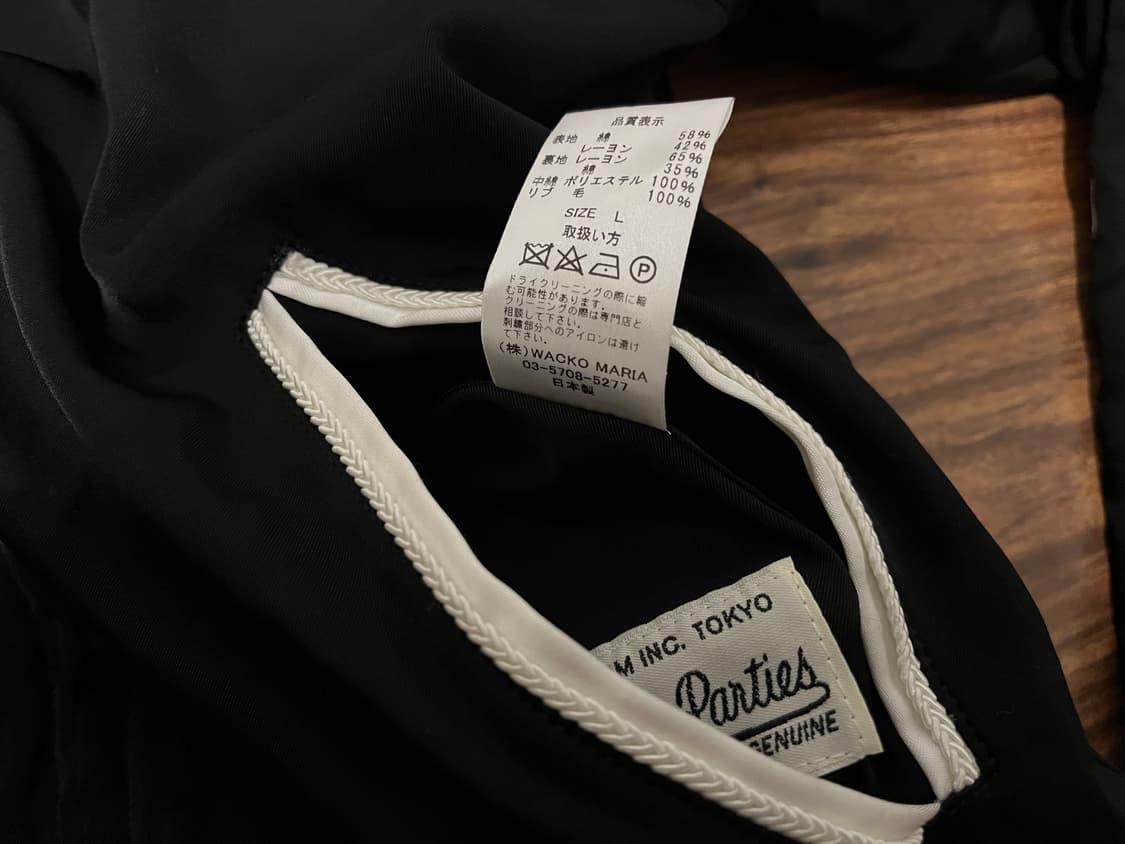 品質表示
表地 綿 58%
レーヨン 42%
裏地 レーヨン 65%
綿 35%
中綿 ポリエステル 100%
リブ 毛 100%
SIZE L
取扱い方
P
ドライクリーニングの際に縮
む可能性があります。
クリーニングの際は専門店と
相談して下さい。
刺繍部分へのアイロンは避け
て下さい。
(株)WACKO MARIA
03-5708-5277
日本製
M INC. TOKYO
Parties
GENUINE